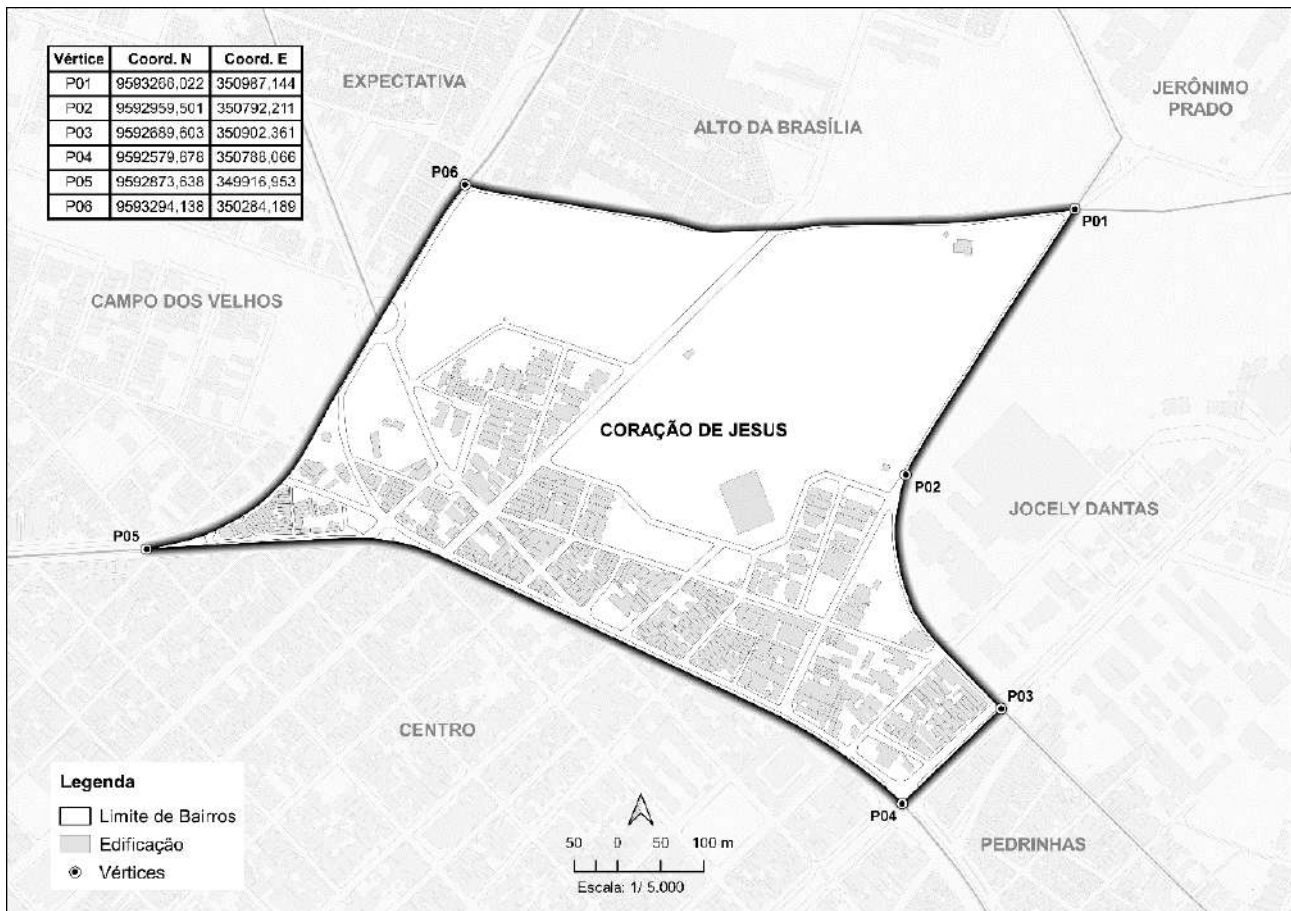 Vértice Coord. N Coord. E
P01 9593266,022 350987,144
P02 9592959,501 350792,211
P03 9592689,603 350902,361
P04 9592579,878 350788,066
P05 9592873,638 349916,953
P06 9593294,138 350284,189
EXPECTATIVA
JERÔNIMO
PRADO
ALTO DA BRASÍLIA
P06
P01
CAMPO DOS VELHOS
CORAÇÃO DE JESUS
P02
JOCELY DANTAS
P05
P03
CENTRO
Legenda
Limite de Bairros
Edificação
Vértices
P04
50 0 50 100 m
Escala: 1/ 5.000
PEDRINHAS